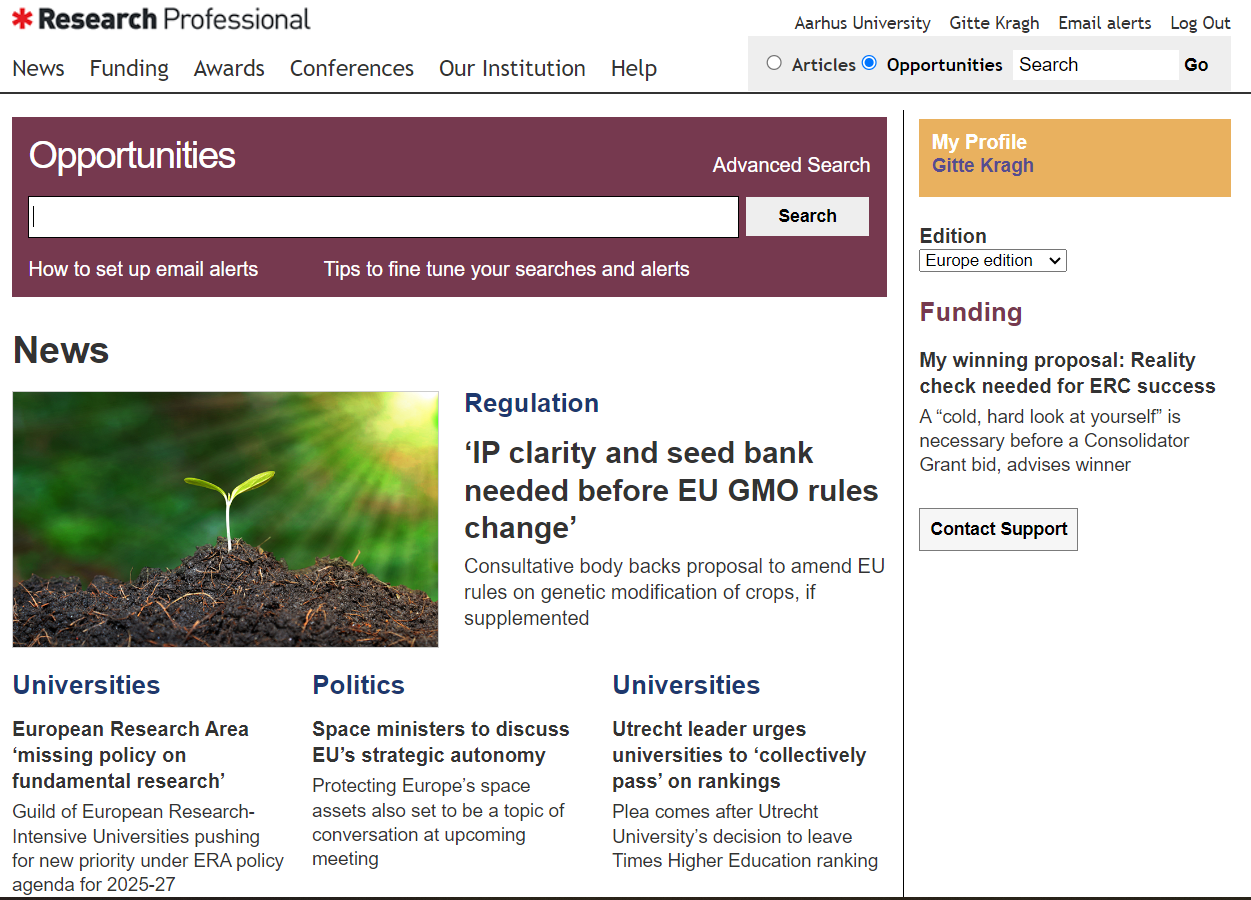 Research Professional
Aarhus University Gitte Kragh Email alerts Log Out
News Funding Awards Conferences Our Institution Help
Articles Opportunities Search Go
Opportunities
Advanced Search
Search
How to set up email alerts Tips to fine tune your searches and alerts
News
Regulation
‘IP clarity and seed bank
needed before EU GMO rules
change’
Consultative body backs proposal to amend EU
rules on genetic modification of crops, if
supplemented
Universities
European Research Area
‘missing policy on
fundamental research’
Guild of European Research-
Intensive Universities pushing
for new priority under ERA policy
agenda for 2025-27
Politics
Space ministers to discuss
EU’s strategic autonomy
Protecting Europe’s space
assets also set to be a topic of
conversation at upcoming
meeting
Universities
Utrecht leader urges
universities to ‘collectively
pass’ on rankings
Plea comes after Utrecht
University’s decision to leave
Times Higher Education ranking
My Profile
Gitte Kragh
Edition
Europe edition
Funding
My winning proposal: Reality
check needed for ERC success
A “cold, hard look at yourself” is
necessary before a Consolidator
Grant bid, advises winner
Contact Support